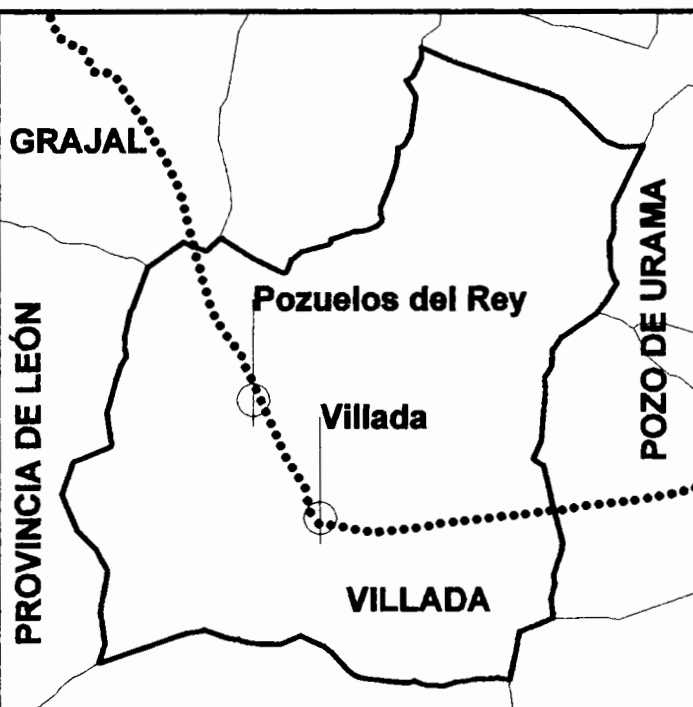 GRAJAL
Pozuelos del Rey
Villada
VILLADA
PROVINCIA DE LEÓN
POZO DE URAMA